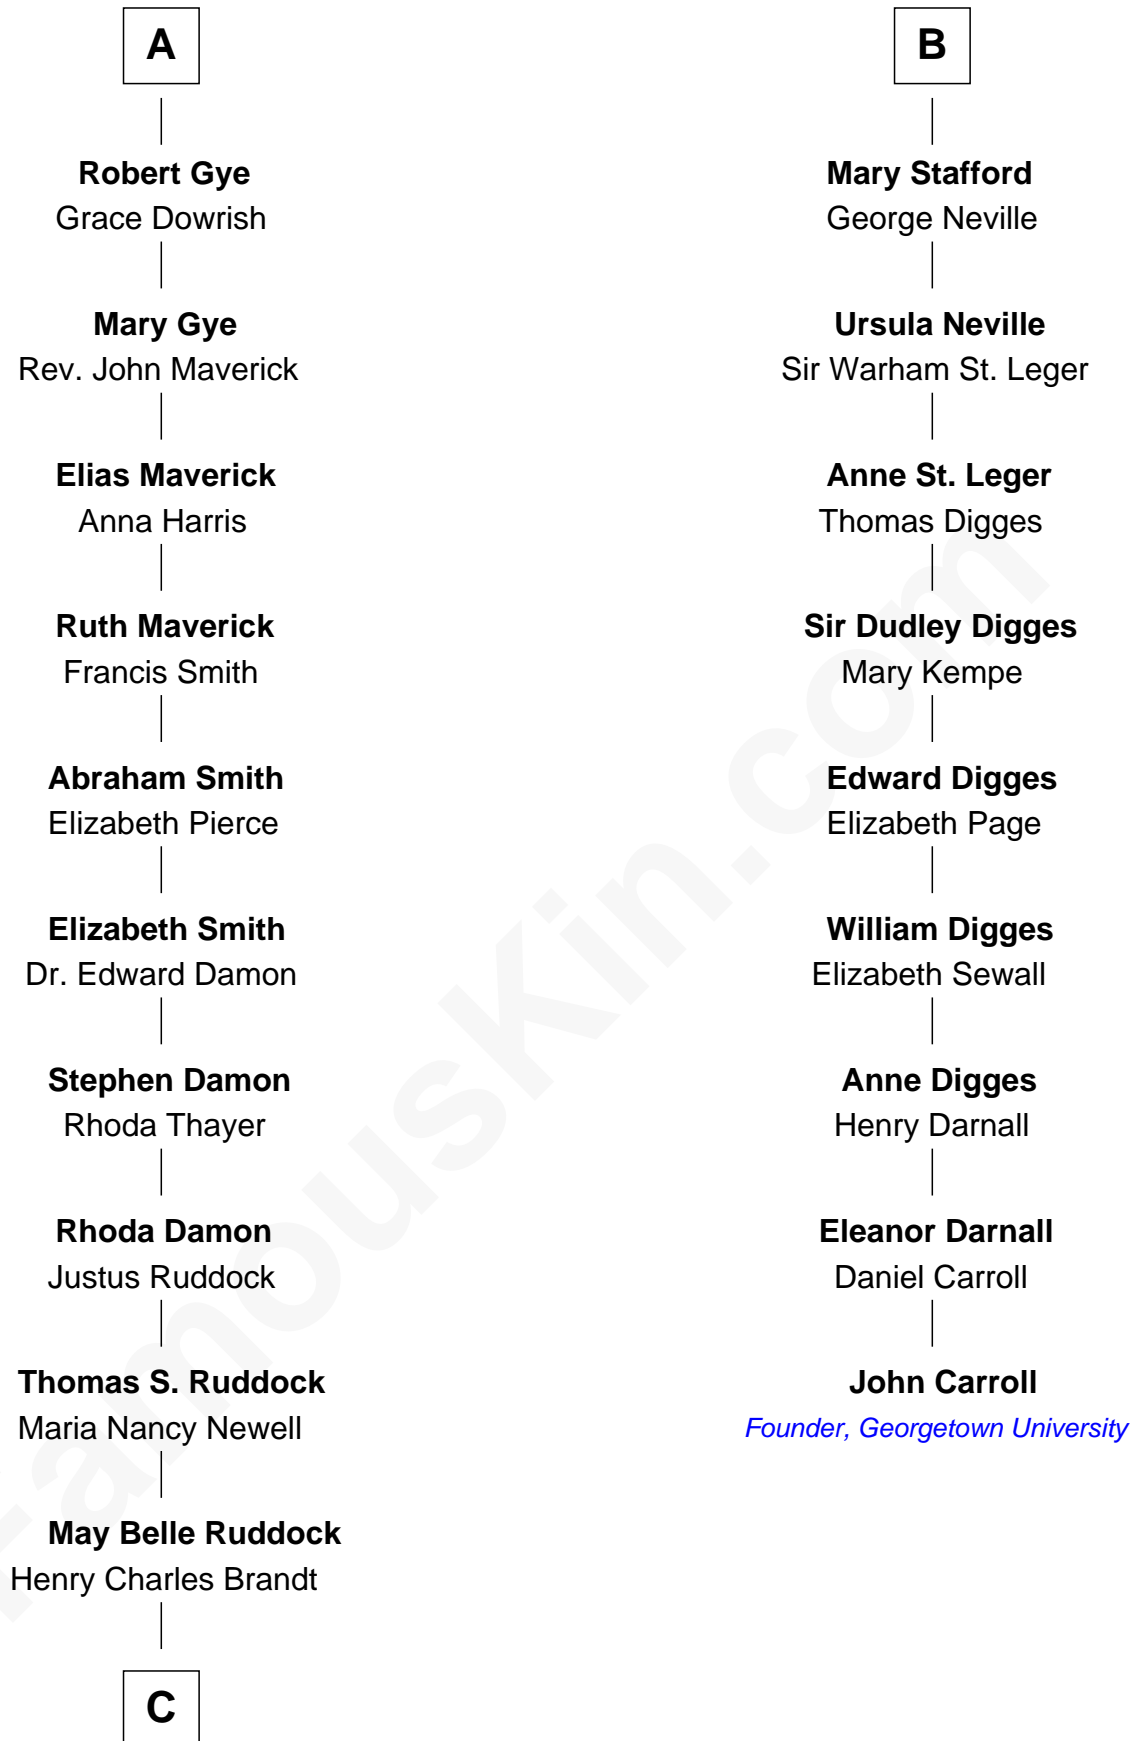 A
Robert Gye
Grace Dowrish
Mary Gye
Rev. John Maverick
Elias Maverick
Anna Harris
Ruth Maverick
Francis Smith
Abraham Smith
Elizabeth Pierce
Elizabeth Smith
Dr. Edward Damon
Stephen Damon
Rhoda Thayer
Rhoda Damon
Justus Ruddock
Thomas S. Ruddock
Maria Nancy Newell
May Belle Ruddock
Henry Charles Brandt
C
B
Mary Stafford
George Neville
Ursula Neville
Sir Warham St. Leger
Anne St. Leger
Thomas Digges
Sir Dudley Digges
Mary Kempe
Edward Digges
Elizabeth Page
William Digges
Elizabeth Sewall
Anne Digges
Henry Darnall
Eleanor Darnall
Daniel Carroll
John Carroll
Founder, Georgetown University
FamousKin.com